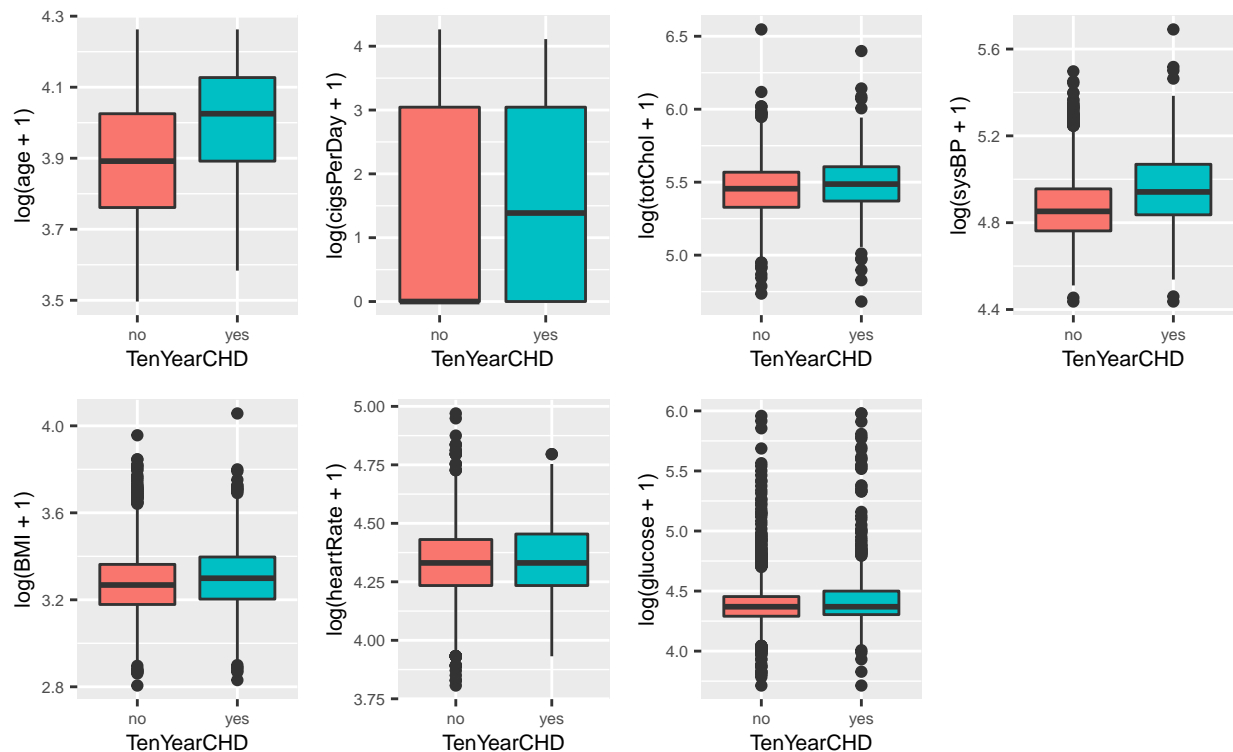 log(age + 1)
4.3
4.1
3.9
3.7
3.5
no yes
TenYearCHD
log(cigsPerDay + 1)
4
3
2
1
0
no yes
TenYearCHD
log(totChol + 1)
6.5
6.0
5.5
5.0
no yes
TenYearCHD
log(sysBP + 1)
5.6
5.2
4.8
4.4
no yes
TenYearCHD
log(BMI + 1)
4.0
3.6
3.2
2.8
no yes
TenYearCHD
log(heartRate + 1)
5.00
4.75
4.50
4.25
4.00
3.75
no yes
TenYearCHD
log(glucose + 1)
6.0
5.5
5.0
4.5
4.0
no yes
TenYearCHD